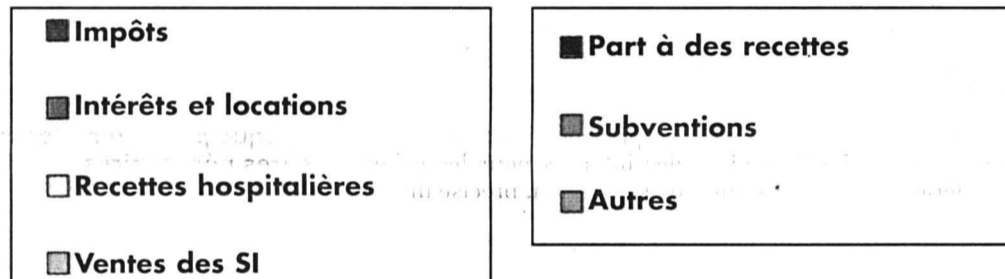 Impôts
Intérêts et locations
Recettes hospitalières
Ventes des SI
Part à des recettes
Subventions
Autres